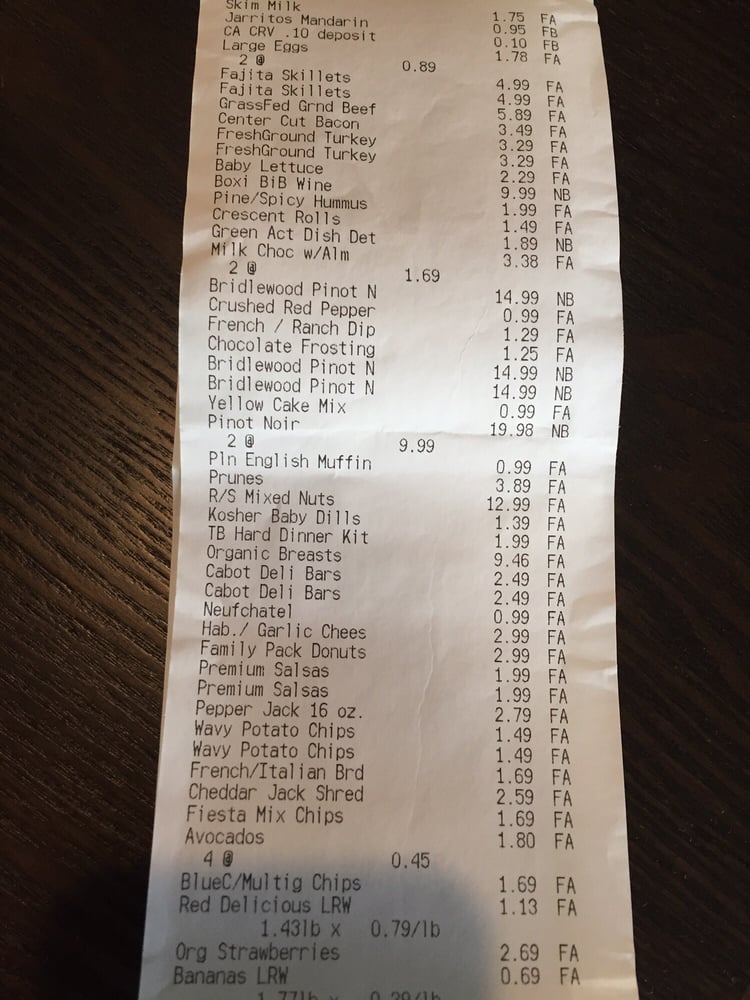 Skim Milk 1.75 FA
Jarritos Mandarin 0.95 FB
CA CRV .10 deposit 0.10 FB
Large Eggs 1.78 FA
2 @ 0.89
Fajita Skillets 4.99 FA
Fajita Skillets 4.99 FA
GrassFed Grnd Beef 5.89 FA
Center Cut Bacon 3.49 FA
FreshGround Turkey 3.29 FA
FreshGround Turkey 3.29 FA
Baby Lettuce 2.29 FA
Boxi BiB Wine 9.99 NB
Pine/Spicy Hummus 1.99 FA
Crescent Rolls 1.49 FA
Green Act Dish Det 1.89 NB
Milk Choc w/Alm 3.38 FA
2 @ 1.69
Bridlewood Pinot N 14.99 NB
Crushed Red Pepper 0.99 FA
French / Ranch Dip 1.29 FA
Chocolate Frosting 1.25 FA
Bridlewood Pinot N 14.99 NB
Bridlewood Pinot N 14.99 NB
Yellow Cake Mix 0.99 FA
Pinot Noir 19.98 NB
2 @ 9.99
Pln English Muffin 0.99 FA
Prunes 3.89 FA
R/S Mixed Nuts 12.99 FA
Kosher Baby Dills 1.39 FA
TB Hard Dinner Kit 1.99 FA
Organic Breasts 9.46 FA
Cabot Deli Bars 2.49 FA
Cabot Deli Bars 2.49 FA
Neufchatel 0.99 FA
Hab./ Garlic Chees 2.99 FA
Family Pack Donuts 2.99 FA
Premium Salsas 1.99 FA
Premium Salsas 1.99 FA
Pepper Jack 16 oz. 2.79 FA
Wavy Potato Chips 1.49 FA
Wavy Potato Chips 1.49 FA
French/Italian Brd 1.69 FA
Cheddar Jack Shred 2.59 FA
Fiesta Mix Chips 1.69 FA
Avocados 1.80 FA
4 @ 0.45
BlueC/Multig Chips 1.69 FA
Red Delicious LRW 1.13 FA
1.43lb x 0.79/lb
Org Strawberries 2.69 FA
Bananas LRW 0.69 FA
1.77lb x 0.39/lb